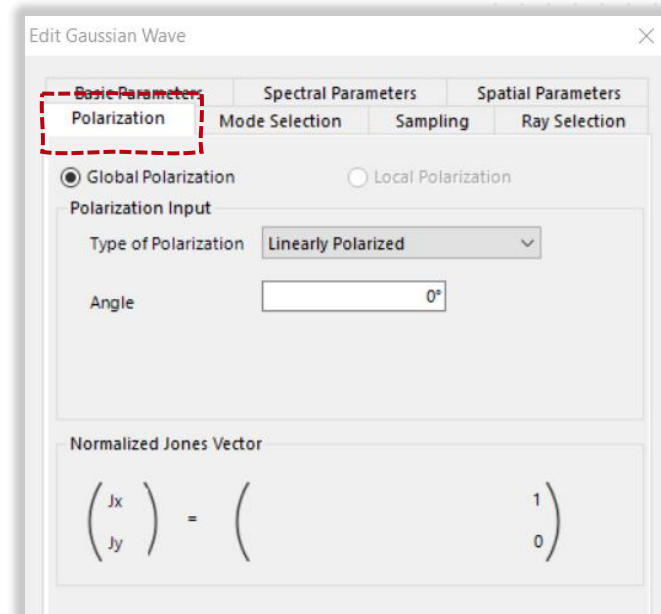 Edit Gaussian Wave
Basic Parameters Spectral Parameters Spatial Parameters
Polarization Mode Selection Sampling Ray Selection
Global Polarization Local Polarization
Polarization Input
Type of Polarization Linearly Polarized
Angle 0°
Normalized Jones Vector
Jx 1
=
Jy 0